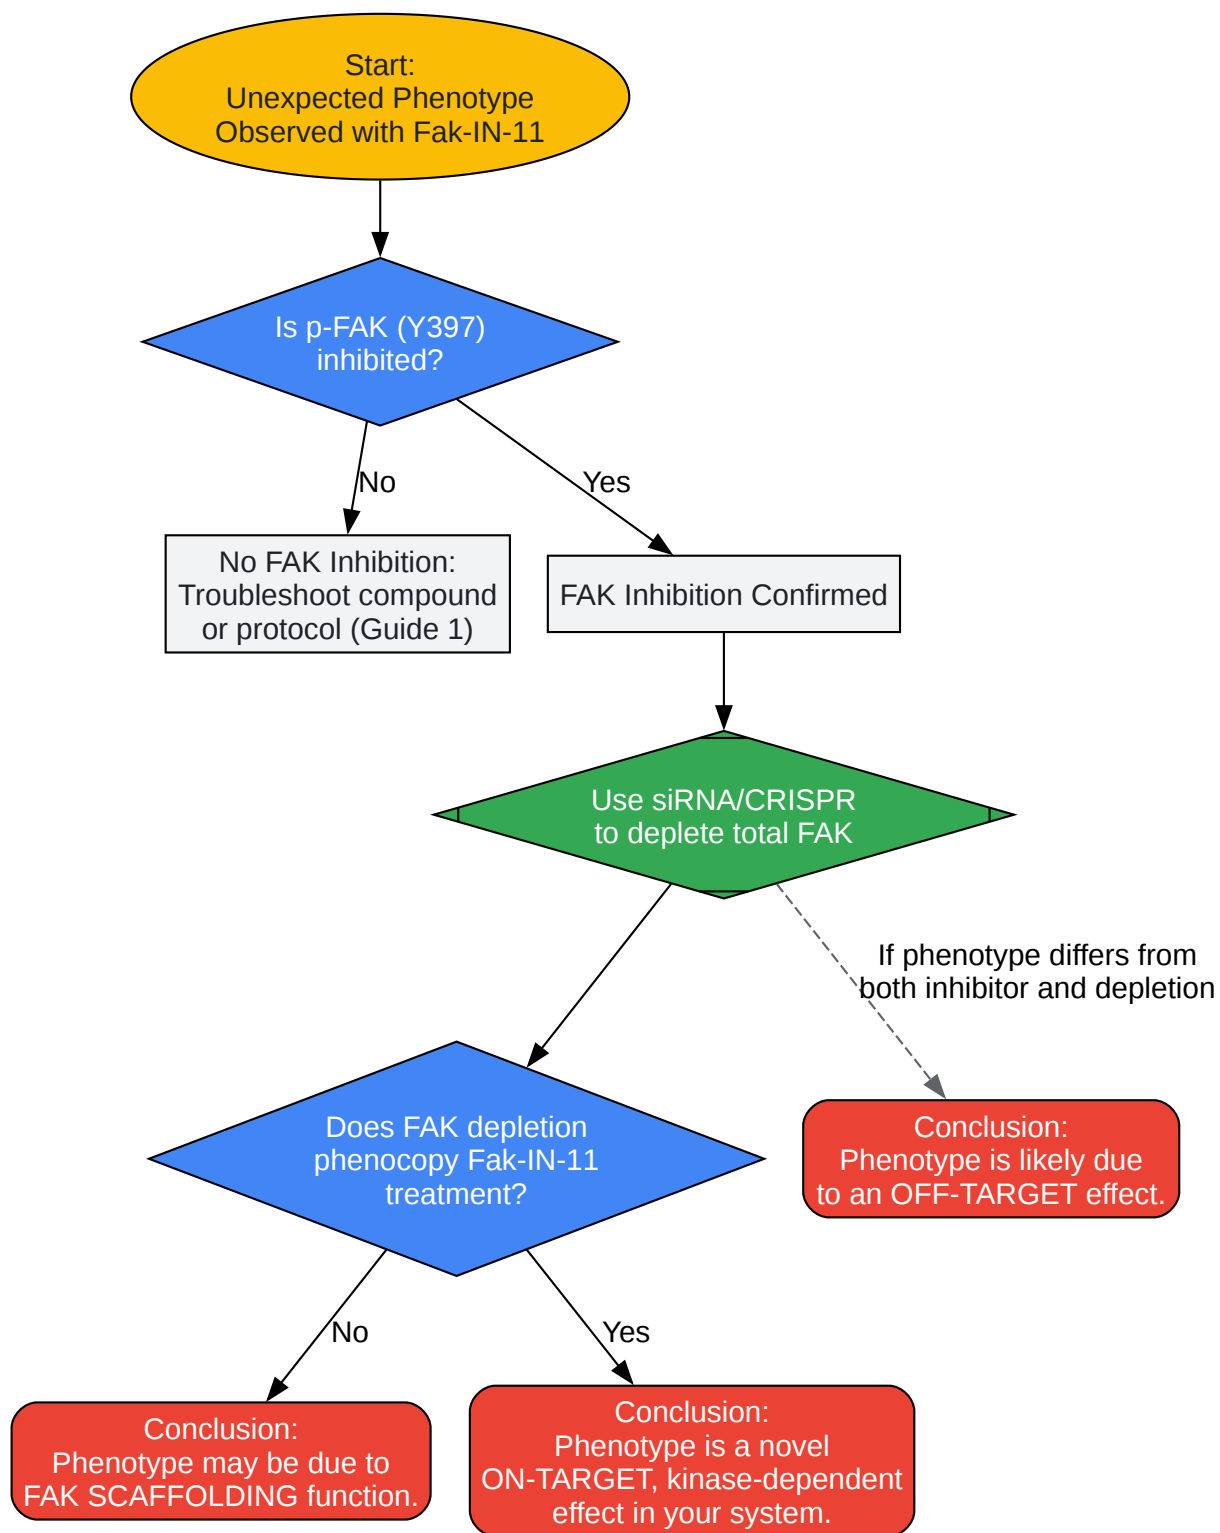 Start:
Unexpected Phenotype
Observed with Fak-IN-11
Is p-FAK (Y397)
inhibited?
No
Yes
No FAK Inhibition:
Troubleshoot compound
or protocol (Guide 1)
FAK Inhibition Confirmed
Use siRNA/CRISPR
to deplete total FAK
If phenotype differs from
both inhibitor and depletion
Does FAK depletion
phenocopy Fak-IN-11
treatment?
Conclusion:
Phenotype is likely due
to an OFF-TARGET effect.
No
Yes
Conclusion:
Phenotype may be due to
FAK SCAFFOLDING function.
Conclusion:
Phenotype is a novel
ON-TARGET, kinase-dependent
effect in your system.